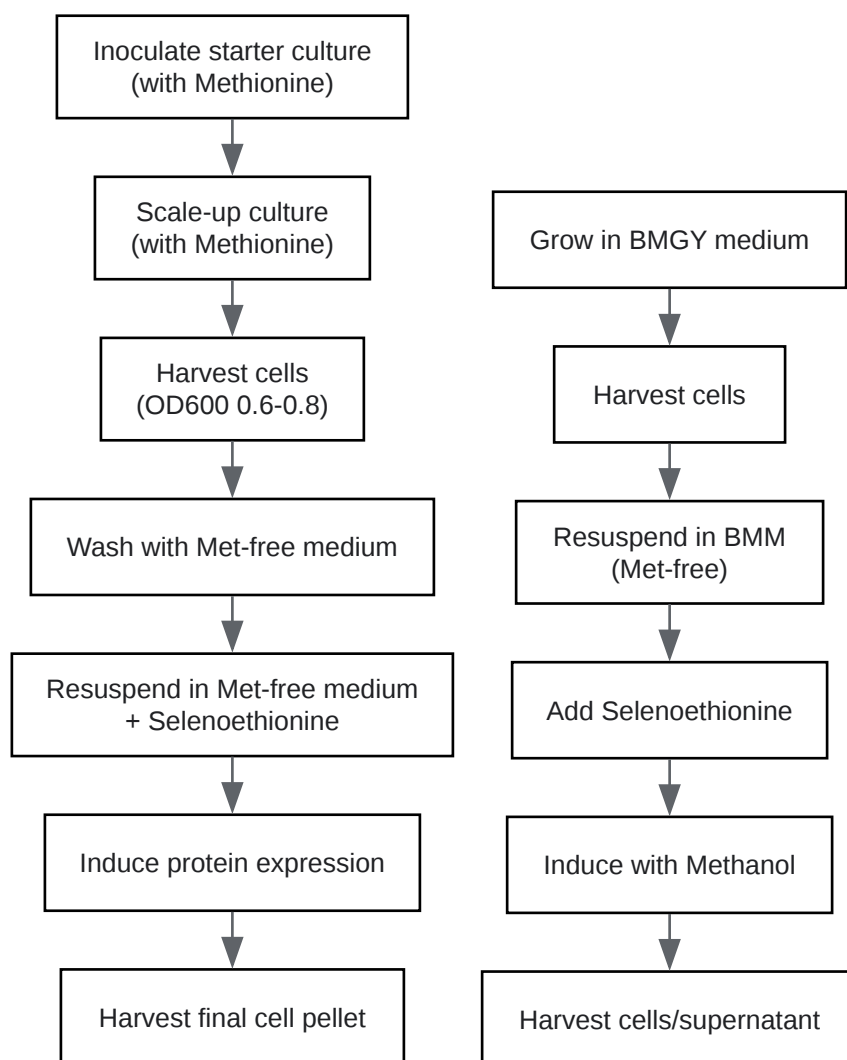 Inoculate starter culture
(with Methionine)
Scale-up culture
(with Methionine)
Harvest cells
(OD600 0.6-0.8)
Wash with Met-free medium
Resuspend in Met-free medium
+ Selenoethionine
Induce protein expression
Harvest final cell pellet
Grow in BMGY medium
Harvest cells
Resuspend in BMM
(Met-free)
Add Selenoethionine
Induce with Methanol
Harvest cells/supernatant